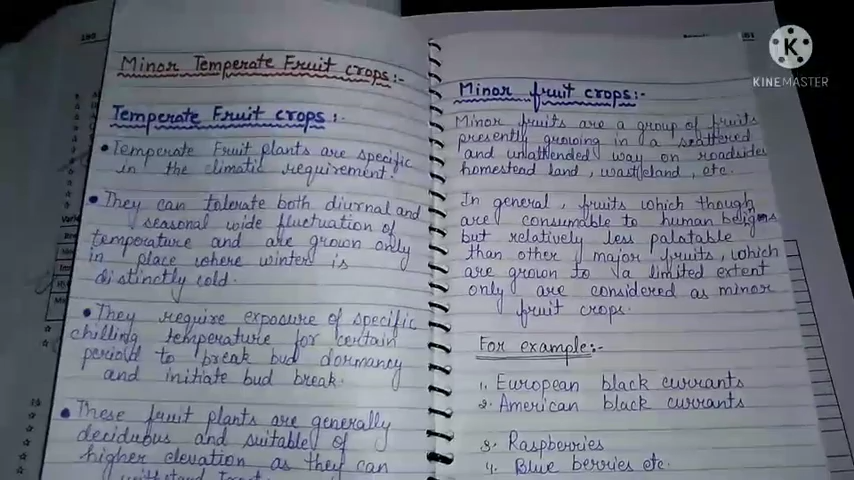 Minor Temperate Fruit crops:-
Temperate Fruit crops:-
• Temperate Fruit plants are specific
in the climatic requirement.
• They can tolerate both diurnal and
seasonal wide fluctuation of
temperature and are grown only
in place where winter is
distinctly cold.
• They require exposure of specific
chilling temperature for certain
period to break bud dormancy
and initiate bud break.
• These fruit plants are generally
deciduous and suitable of
higher elevation as they can
Minor fruit crops:-
Minor fruits are a group of fruits
presently growing in a scattered
and unattended way on roadsides
homestead land, wasteland, etc.
In general, fruits which though
are consumable to human beligns
but relatively less palatable
than other major fruits, which
are grown to a limited extent
only are considered as minor
fruit crops.
For example:-
1. European black currants
2. American black currants
3. Raspberries
4. Blue berries etc.
K
KINEMASTER